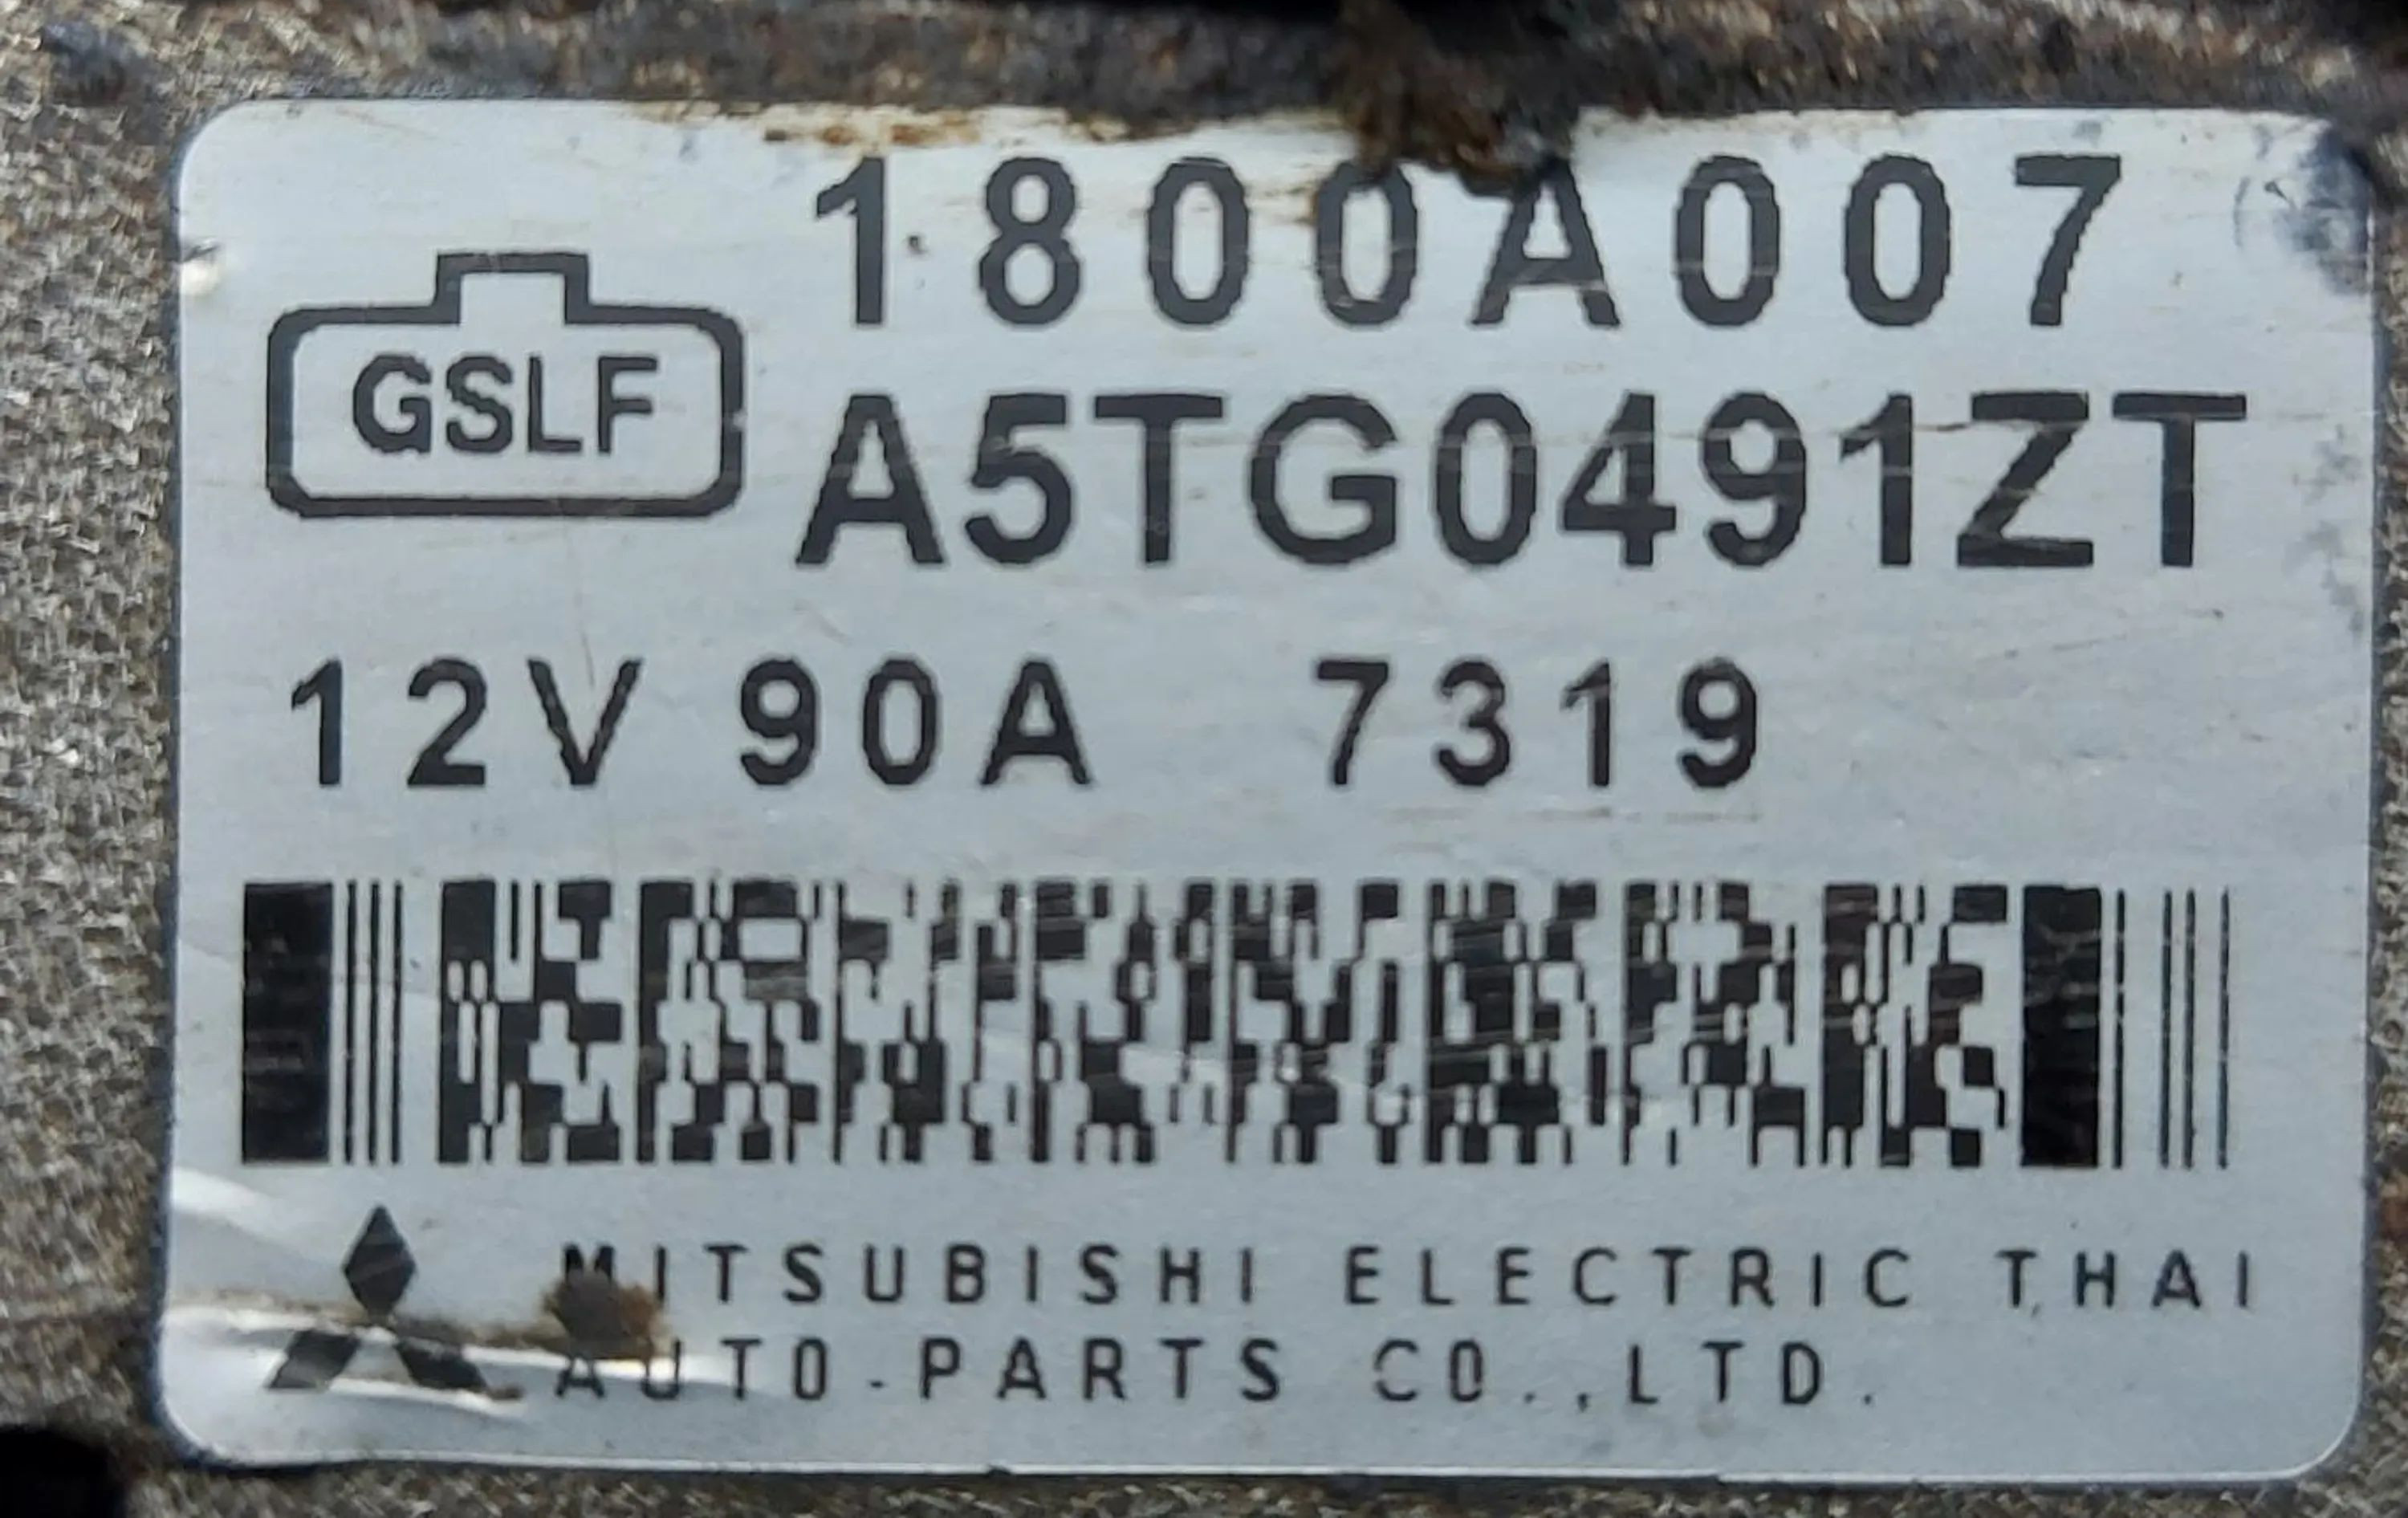 1800A007
GSLF
A5TG0491ZT
12V 90A 7319
MITSUBISHI ELECTRIC THAI
AUTO-PARTS CO.,LTD.